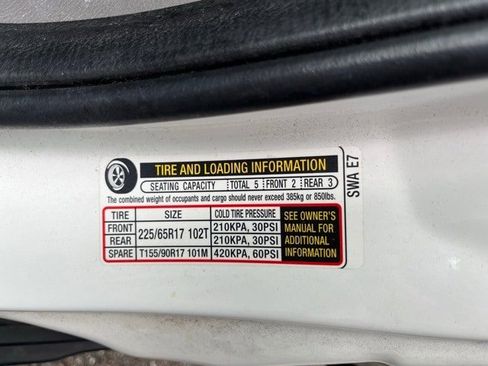 TIRE AND LOADING INFORMATION
SEATING CAPACITY TOTAL 5 FRONT 2 REAR 3
The combined weight of occupants and cargo should never exceed 385kg or 850lbs.
TIRE SIZE COLD TIRE PRESSURE
FRONT 225/65R17 102T 210KPA, 30PSI
REAR 210KPA, 30PSI
SPARE T155/90R17 101M 420KPA, 60PSI
SEE OWNER'S
MANUAL FOR
ADDITIONAL
INFORMATION
SWA E7